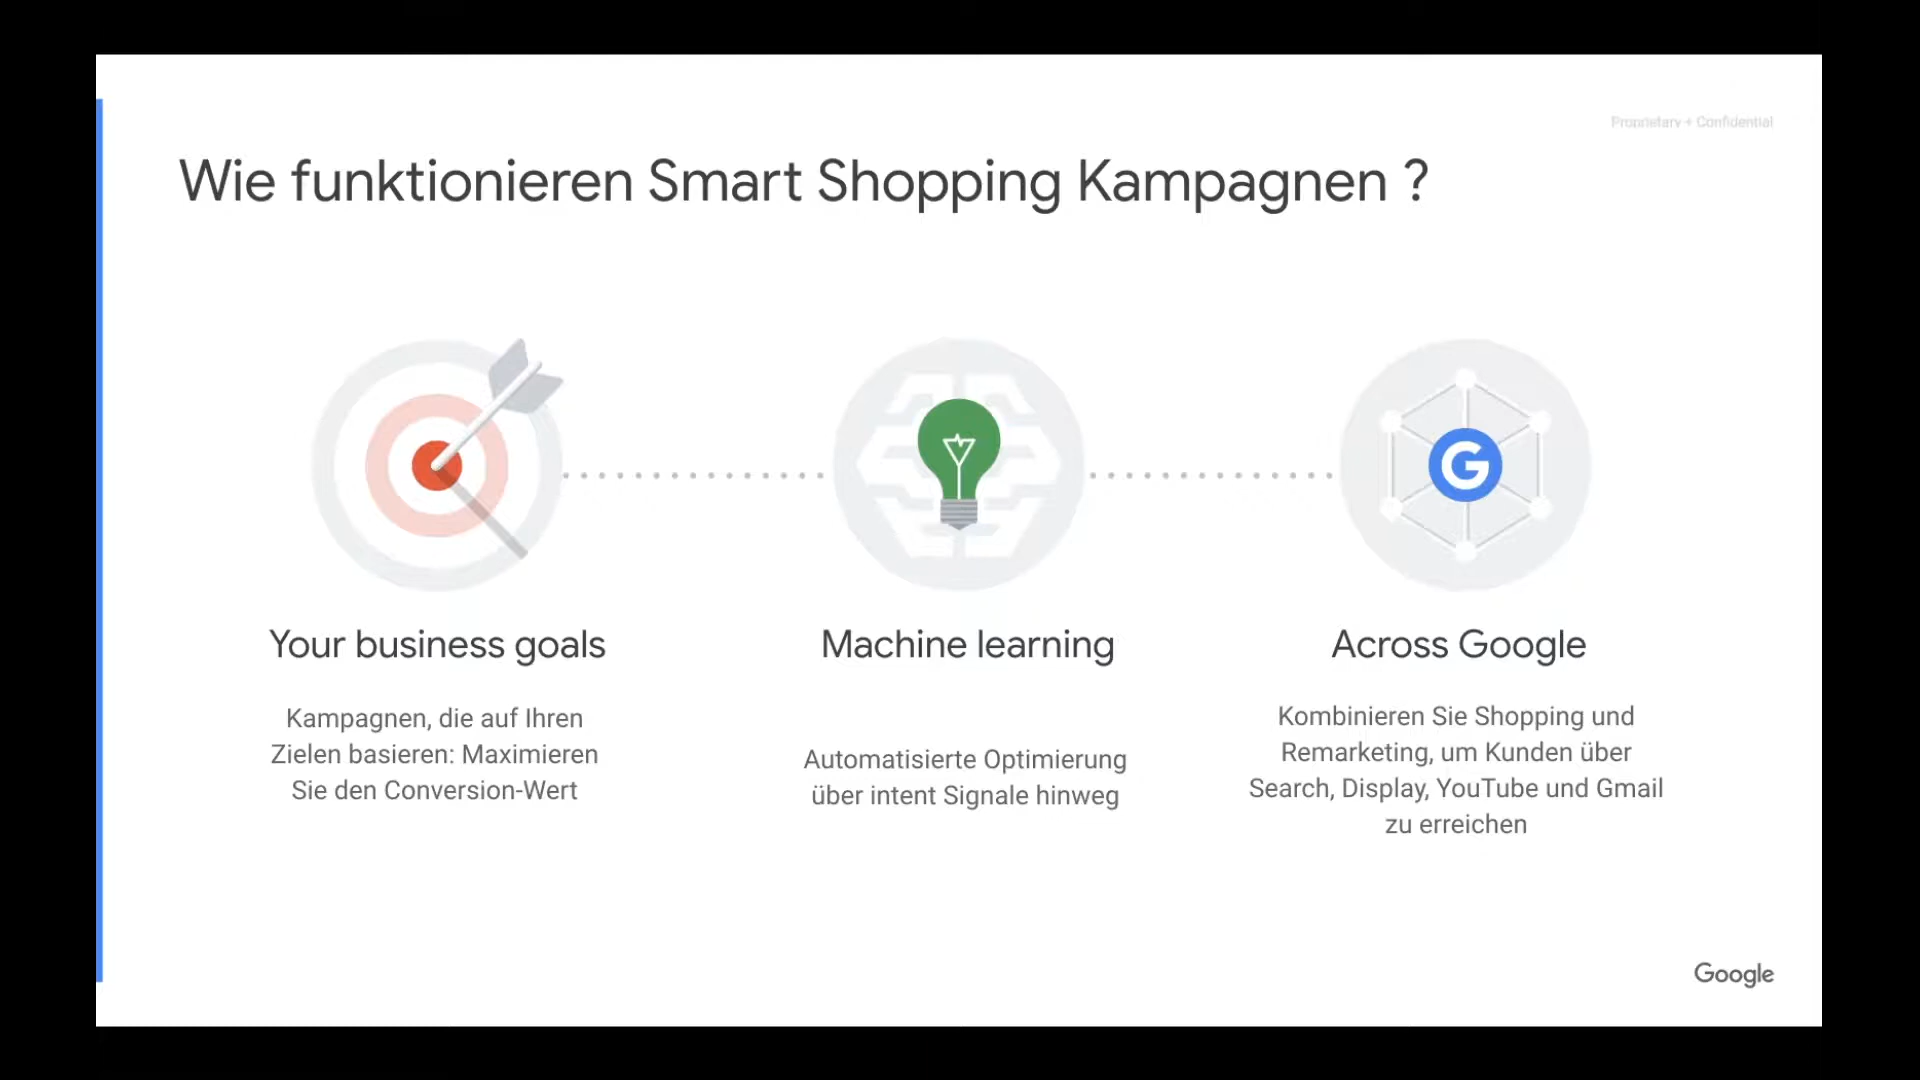 Proprietary + Confidential
Wie funktionieren Smart Shopping Kampagnen ?
Your business goals
Kampagnen, die auf Ihren
Zielen basieren: Maximieren
Sie den Conversion-Wert
Machine learning
Automatisierte Optimierung
über intent Signale hinweg
Across Google
Kombinieren Sie Shopping und
Remarketing, um Kunden über
Search, Display, YouTube und Gmail
zu erreichen
Google